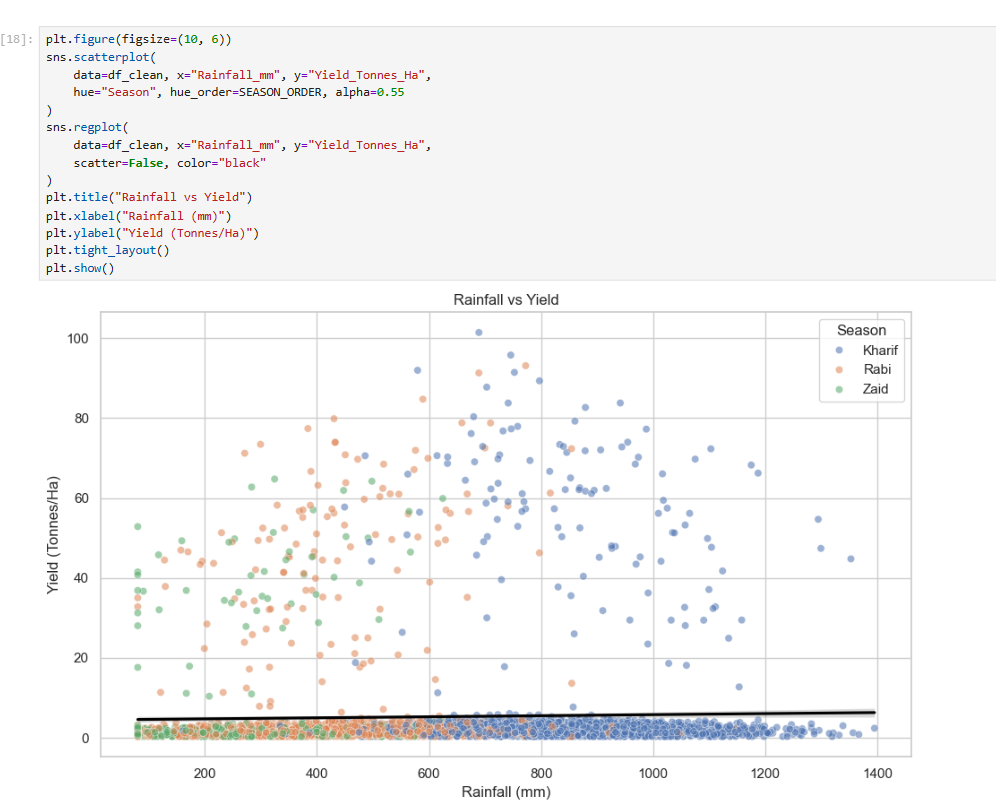 [18]:
plt.figure(figsize=(10, 6))
sns.scatterplot(
    data=df_clean, x="Rainfall_mm", y="Yield_Tonnes_Ha",
    hue="Season", hue_order=SEASON_ORDER, alpha=0.55
)
sns.regplot(
    data=df_clean, x="Rainfall_mm", y="Yield_Tonnes_Ha",
    scatter=False, color="black"
)
plt.title("Rainfall vs Yield")
plt.xlabel("Rainfall (mm)")
plt.ylabel("Yield (Tonnes/Ha)")
plt.tight_layout()
plt.show()
Rainfall vs Yield
Season
Kharif
Rabi
Zaid
Yield (Tonnes/Ha)
100
80
60
40
20
0
200 400 600 800 1000 1200 1400
Rainfall (mm)